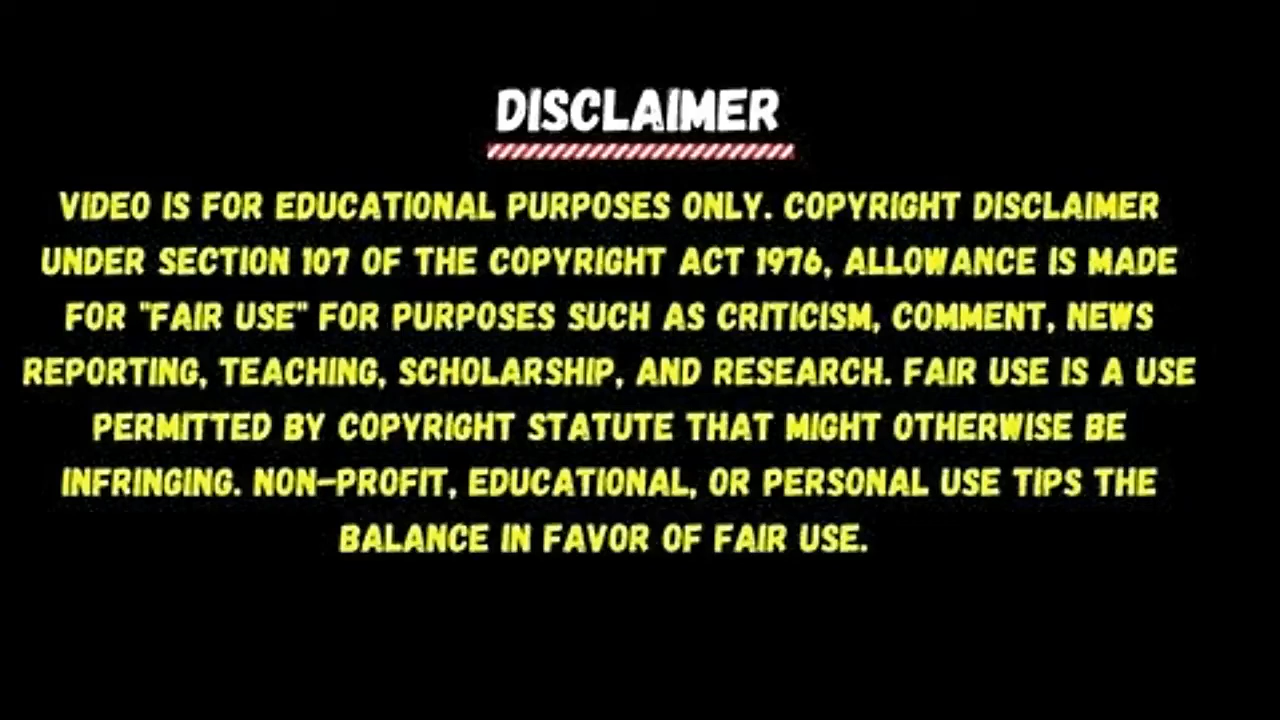 DISCLAIMER
VIDEO IS FOR EDUCATIONAL PURPOSES ONLY. COPYRIGHT DISCLAIMER
UNDER SECTION 107 OF THE COPYRIGHT ACT 1976, ALLOWANCE IS MADE
FOR "FAIR USE" FOR PURPOSES SUCH AS CRITICISM, COMMENT, NEWS
REPORTING, TEACHING, SCHOLARSHIP, AND RESEARCH. FAIR USE IS A USE
PERMITTED BY COPYRIGHT STATUTE THAT MIGHT OTHERWISE BE
INFRINGING. NON-PROFIT, EDUCATIONAL, OR PERSONAL USE TIPS THE
BALANCE IN FAVOR OF FAIR USE.